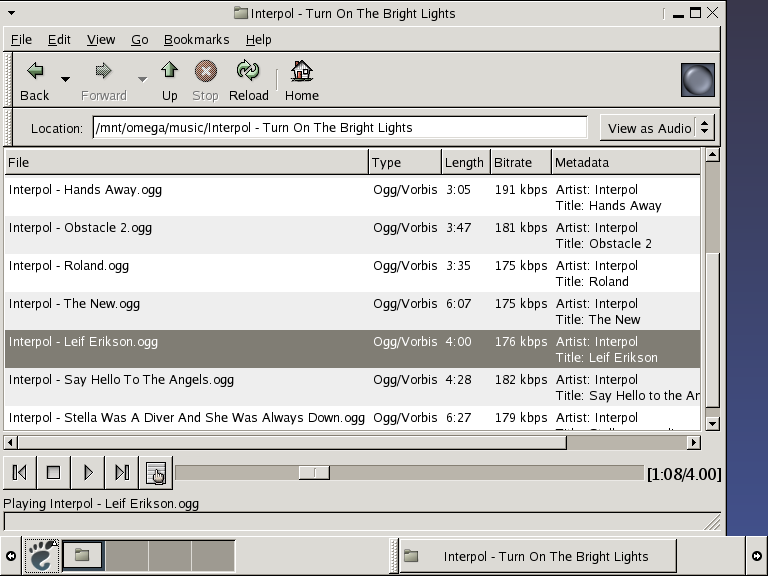 Interpol - Turn On The Bright Lights
File Edit View Go Bookmarks Help
Back Forward Up Stop Reload Home
Location: /mnt/omega/music/Interpol - Turn On The Bright Lights View as Audio
File Type Length Bitrate Metadata
Interpol - Hands Away.ogg Ogg/Vorbis 3:05 191 kbps Artist: Interpol
Title: Hands Away
Interpol - Obstacle 2.ogg Ogg/Vorbis 3:47 181 kbps Artist: Interpol
Title: Obstacle 2
Interpol - Roland.ogg Ogg/Vorbis 3:35 175 kbps Artist: Interpol
Title: Roland
Interpol - The New.ogg Ogg/Vorbis 6:07 175 kbps Artist: Interpol
Title: The New
Interpol - Leif Erikson.ogg Ogg/Vorbis 4:00 176 kbps Artist: Interpol
Title: Leif Erikson
Interpol - Say Hello To The Angels.ogg Ogg/Vorbis 4:28 182 kbps Artist: Interpol
Title: Say Hello to the An
Interpol - Stella Was A Diver And She Was Always Down.ogg Ogg/Vorbis 6:27 179 kbps Artist: Interpol
[1:08/4.00]
Playing Interpol - Leif Erikson.ogg
Interpol - Turn On The Bright Lights